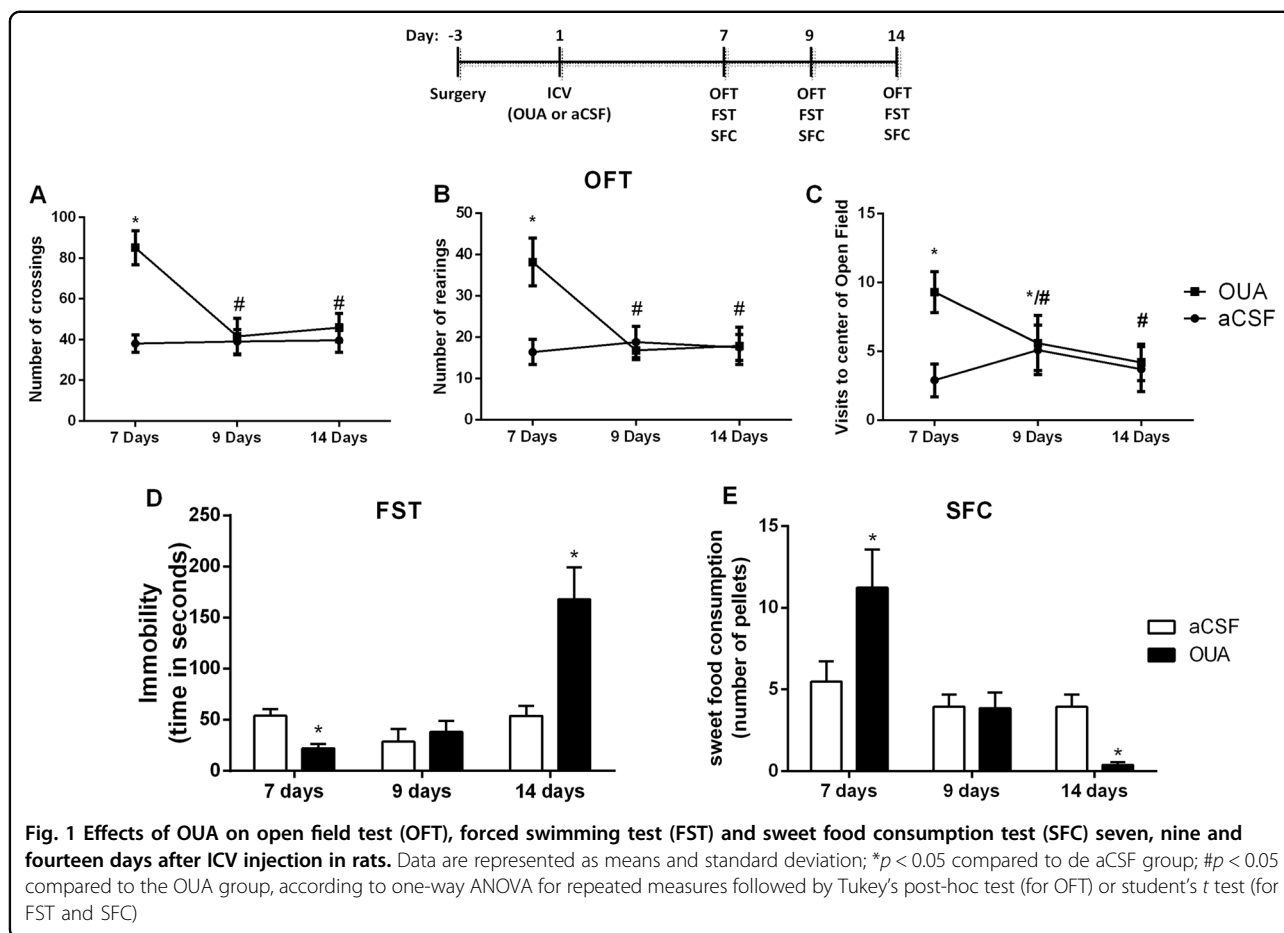 Day: -3 1 7 9 14
Surgery ICV OFT OFT OFT
(OUA or aCSF) FST FST FST
SFC SFC SFC
OFT
A
Number of crossings
100
80
60
40
20
0
*
#
#
7 Days 9 Days 14 Days
B
Number of rearings
50
40
30
20
10
0
*
#
#
7 Days 9 Days 14 Days
C
Visits to center of Open Field
15
10
5
0
*
*/#
#
7 Days 9 Days 14 Days
OUA
aCSF
D
FST
Immobility
(time in seconds)
250
200
150
100
50
0
*
*
7 days 9 days 14 days
E
SFC
sweet food consumption
(number of pellets)
15
10
5
0
*
*
7 days 9 days 14 days
aCSF
OUA
Fig. 1 Effects of OUA on open field test (OFT), forced swimming test (FST) and sweet food consumption test (SFC) seven, nine and
fourteen days after ICV injection in rats. Data are represented as means and standard deviation; *p < 0.05 compared to de aCSF group; #p < 0.05
compared to the OUA group, according to one-way ANOVA for repeated measures followed by Tukey's post-hoc test (for OFT) or student's t test (for
FST and SFC)